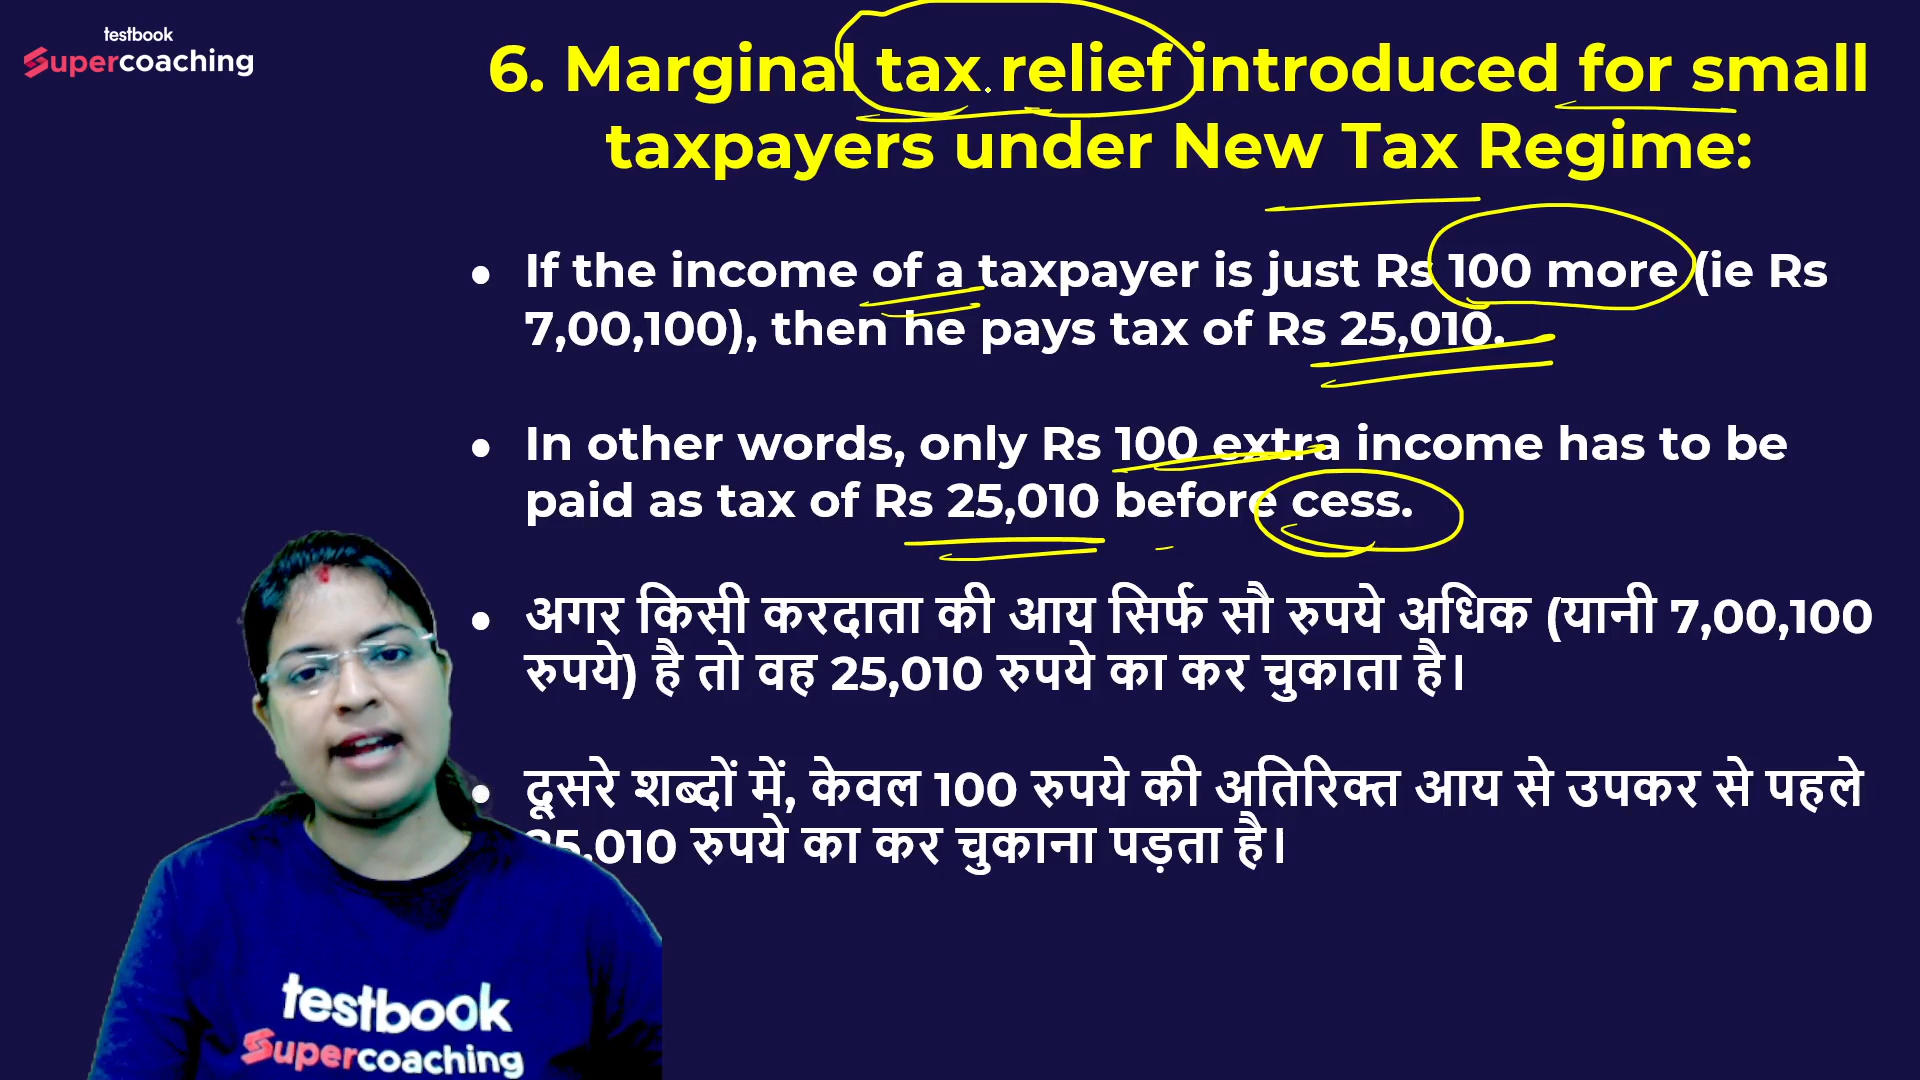 testbook
Supercoaching
6. Marginal tax relief introduced for small
taxpayers under New Tax Regime:
• If the income of a taxpayer is just Rs 100 more (ie Rs
7,00,100), then he pays tax of Rs 25,010.
• In other words, only Rs 100 extra income has to be
paid as tax of Rs 25,010 before cess.
• अगर किसी करदाता की आय सिर्फ सौ रुपये अधिक (यानी 7,00,100
रुपये) है तो वह 25,010 रुपये का कर चुकाता है।
• दूसरे शब्दों में, केवल 100 रुपये की अतिरिक्त आय से उपकर से पहले
25,010 रुपये का कर चुकाना पड़ता है।
testbook
Supercoaching